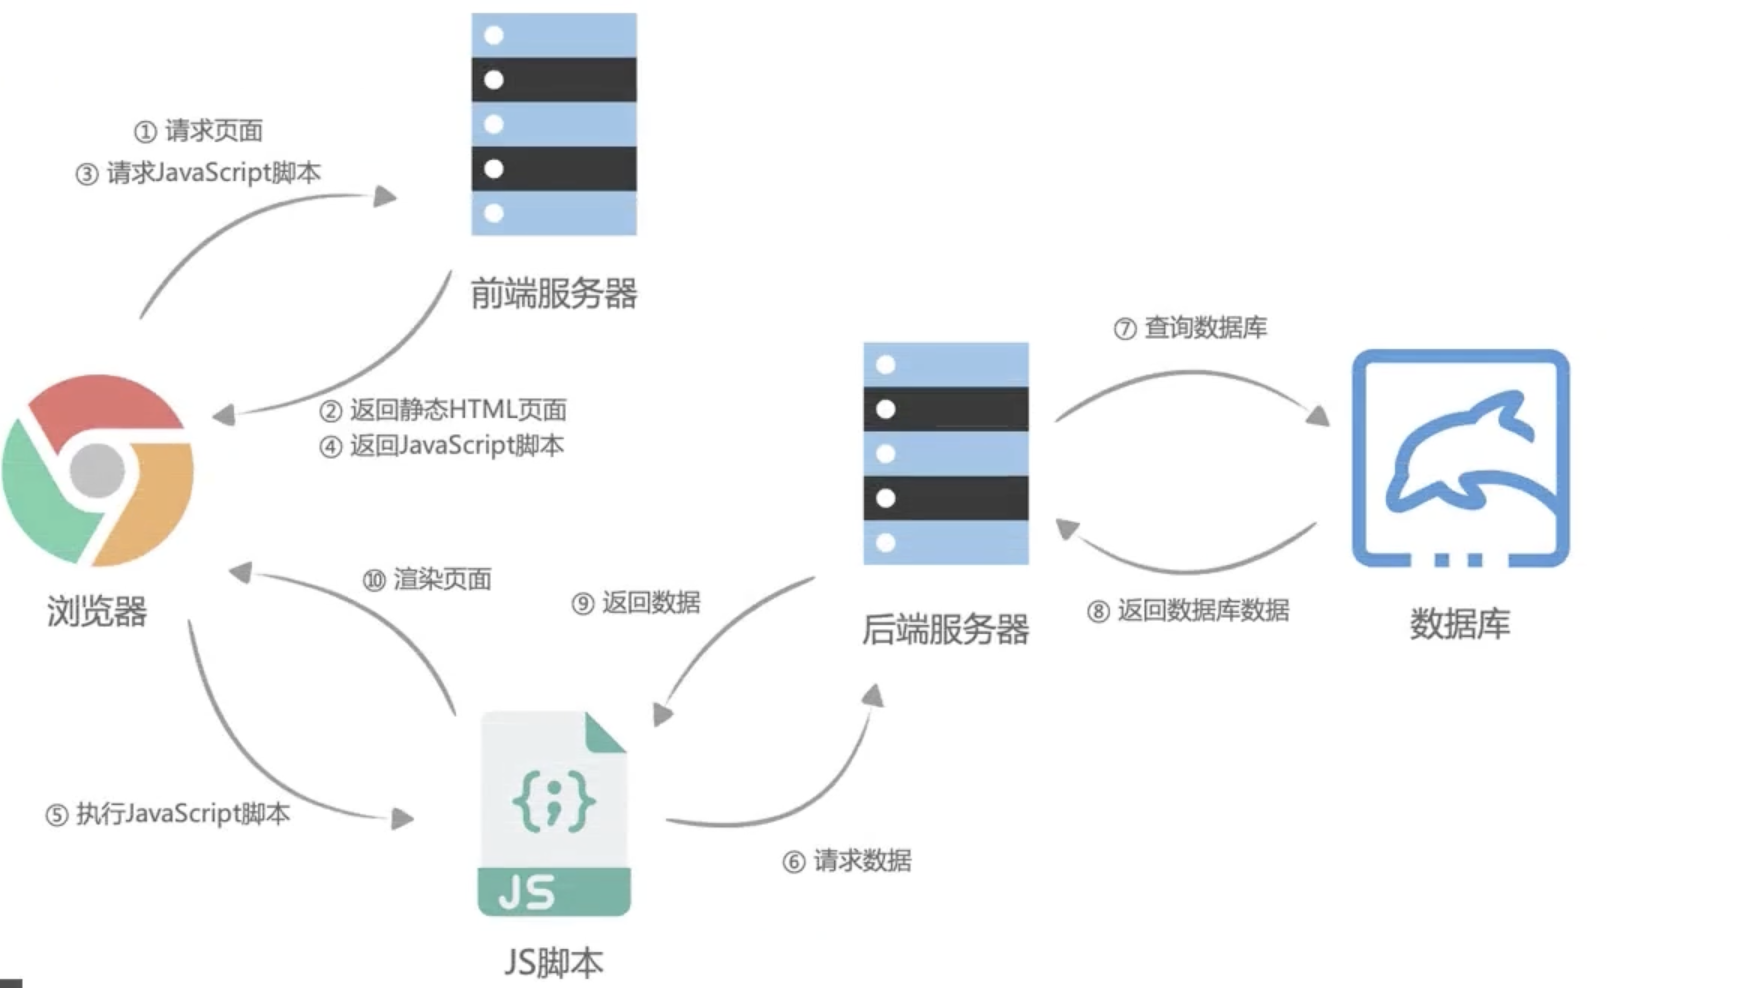 ① 请求页面
③ 请求JavaScript脚本
前端服务器
② 返回静态HTML页面
④ 返回JavaScript脚本
⑦ 查询数据库
浏览器
⑩ 渲染页面
⑨ 返回数据
后端服务器
⑧ 返回数据库数据
数据库
⑤ 执行JavaScript脚本
⑥ 请求数据
{;}
JS
JS脚本